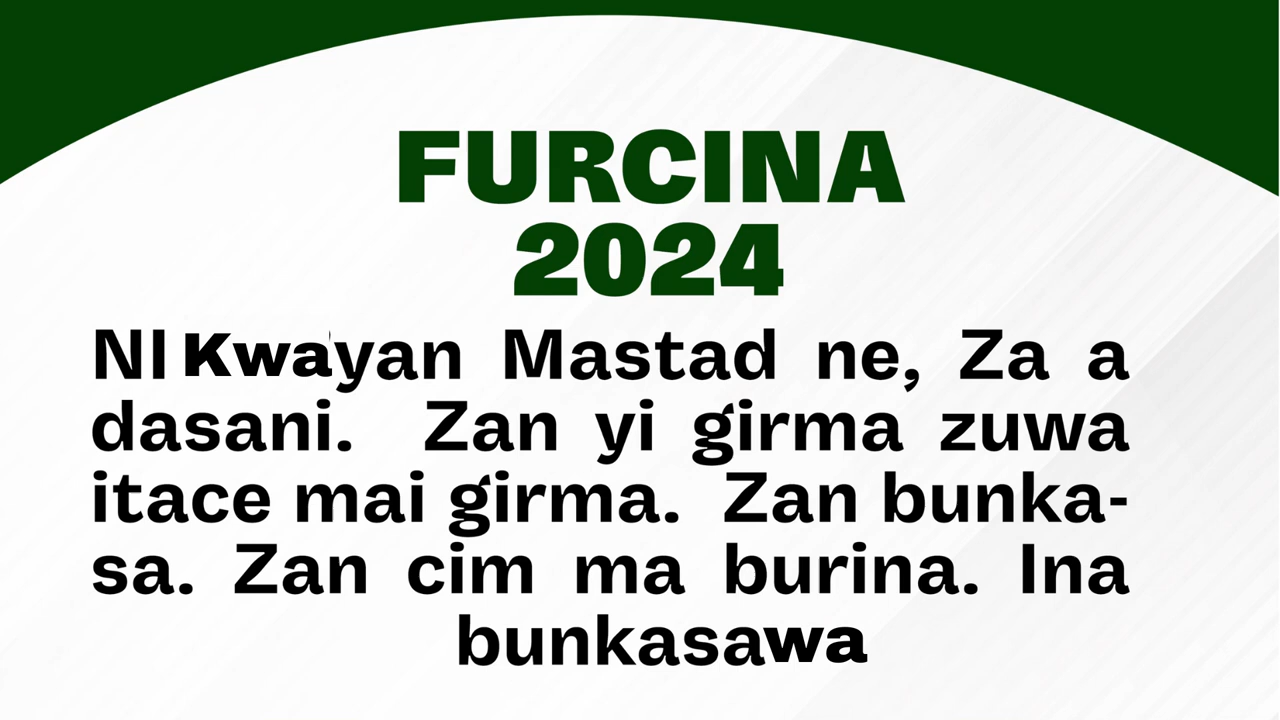 FURCINA
2024
NI Kwayan Mastad ne, Za a
dasani. Zan yi girma zuwa
itace mai girma. Zan bunka-
sa. Zan cim ma burina. Ina
bunkasawa